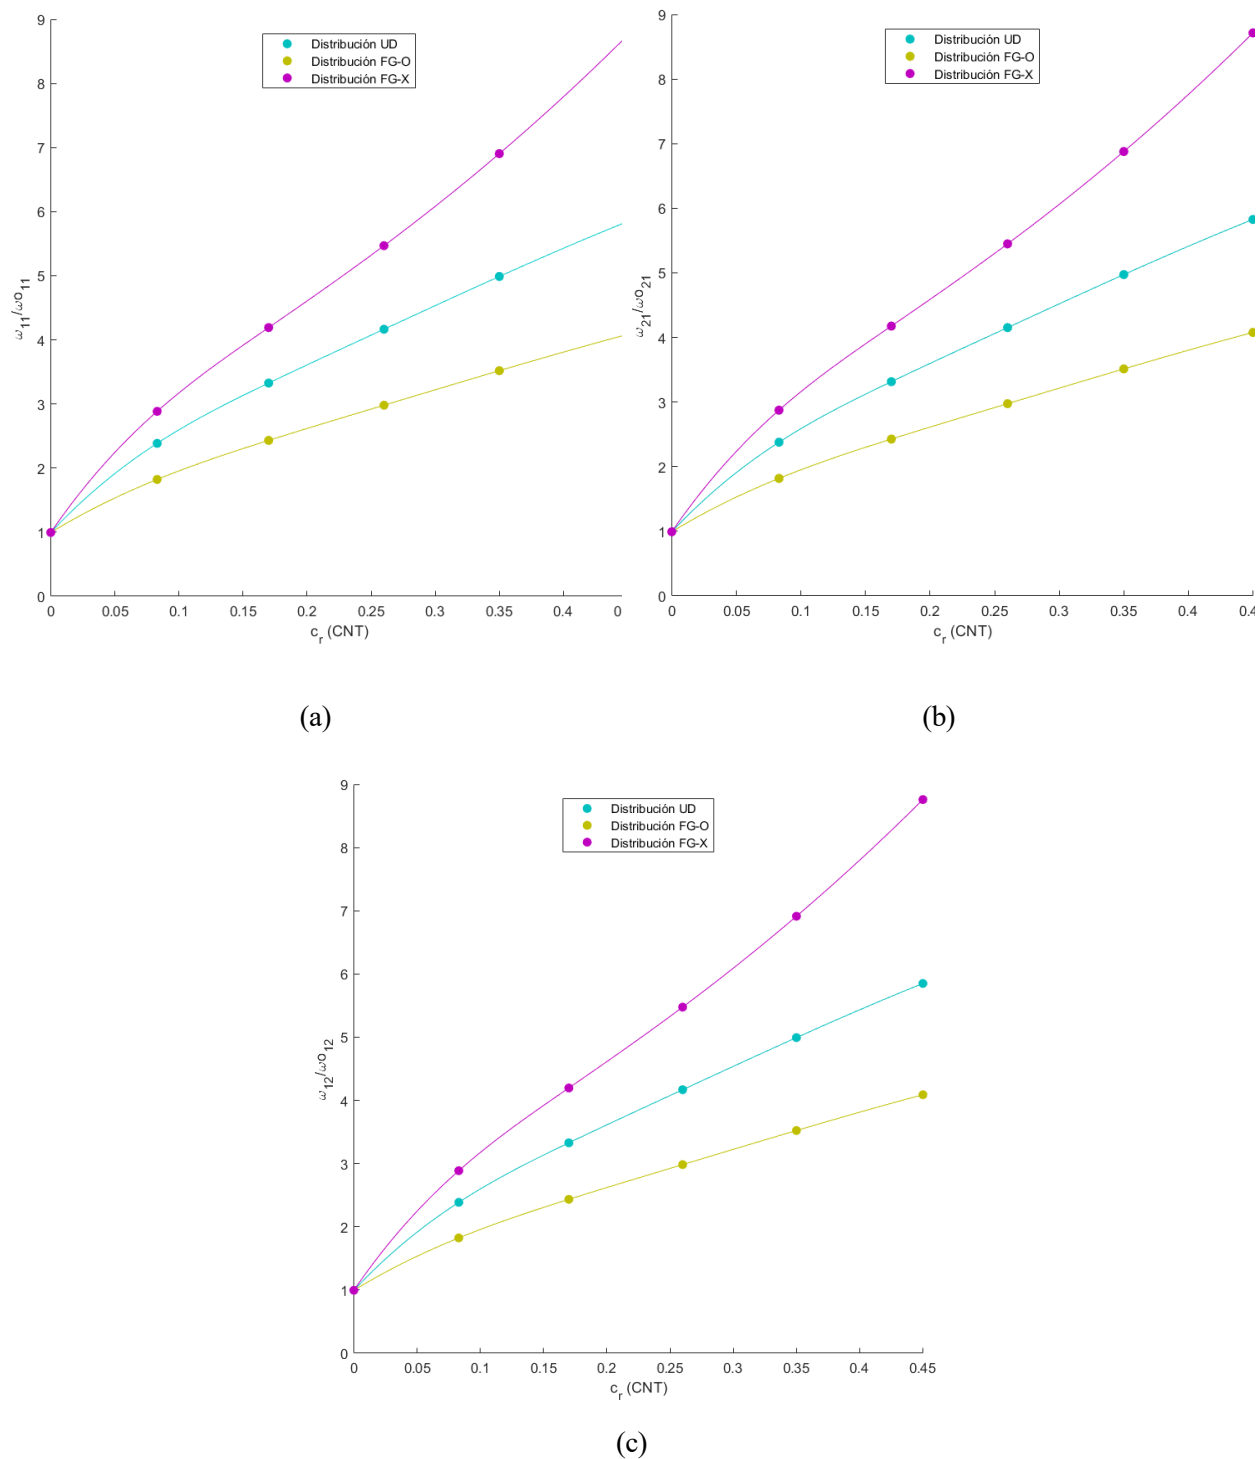 9
8
7
6
5
4
3
2
1
0
ω11/ωo11
Distribución UD
Distribución FG-O
Distribución FG-X
0 0.05 0.1 0.15 0.2 0.25 0.3 0.35 0.4 0
cr (CNT)
(a)
9
8
7
6
5
4
3
2
1
0
ω21/ωo21
Distribución UD
Distribución FG-O
Distribución FG-X
0 0.05 0.1 0.15 0.2 0.25 0.3 0.35 0.4 0.4
cr (CNT)
(b)
9
8
7
6
5
4
3
2
1
0
ω12/ωo12
Distribución UD
Distribución FG-O
Distribución FG-X
0 0.05 0.1 0.15 0.2 0.25 0.3 0.35 0.4 0.45
cr (CNT)
(c)